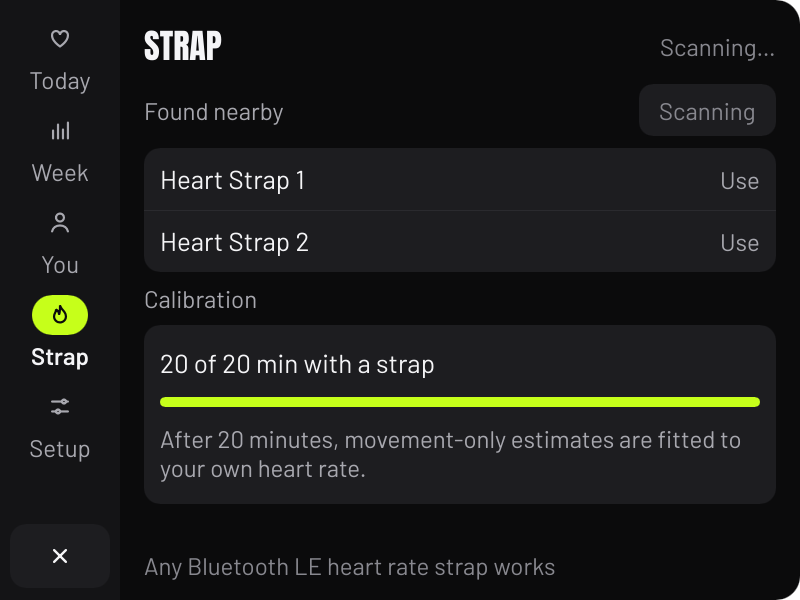 Today
Week
You
Strap
Setup
STRAP
Scanning...
Found nearby
Scanning
Heart Strap 1
Use
Heart Strap 2
Use
Calibration
20 of 20 min with a strap
After 20 minutes, movement-only estimates are fitted to
your own heart rate.
Any Bluetooth LE heart rate strap works